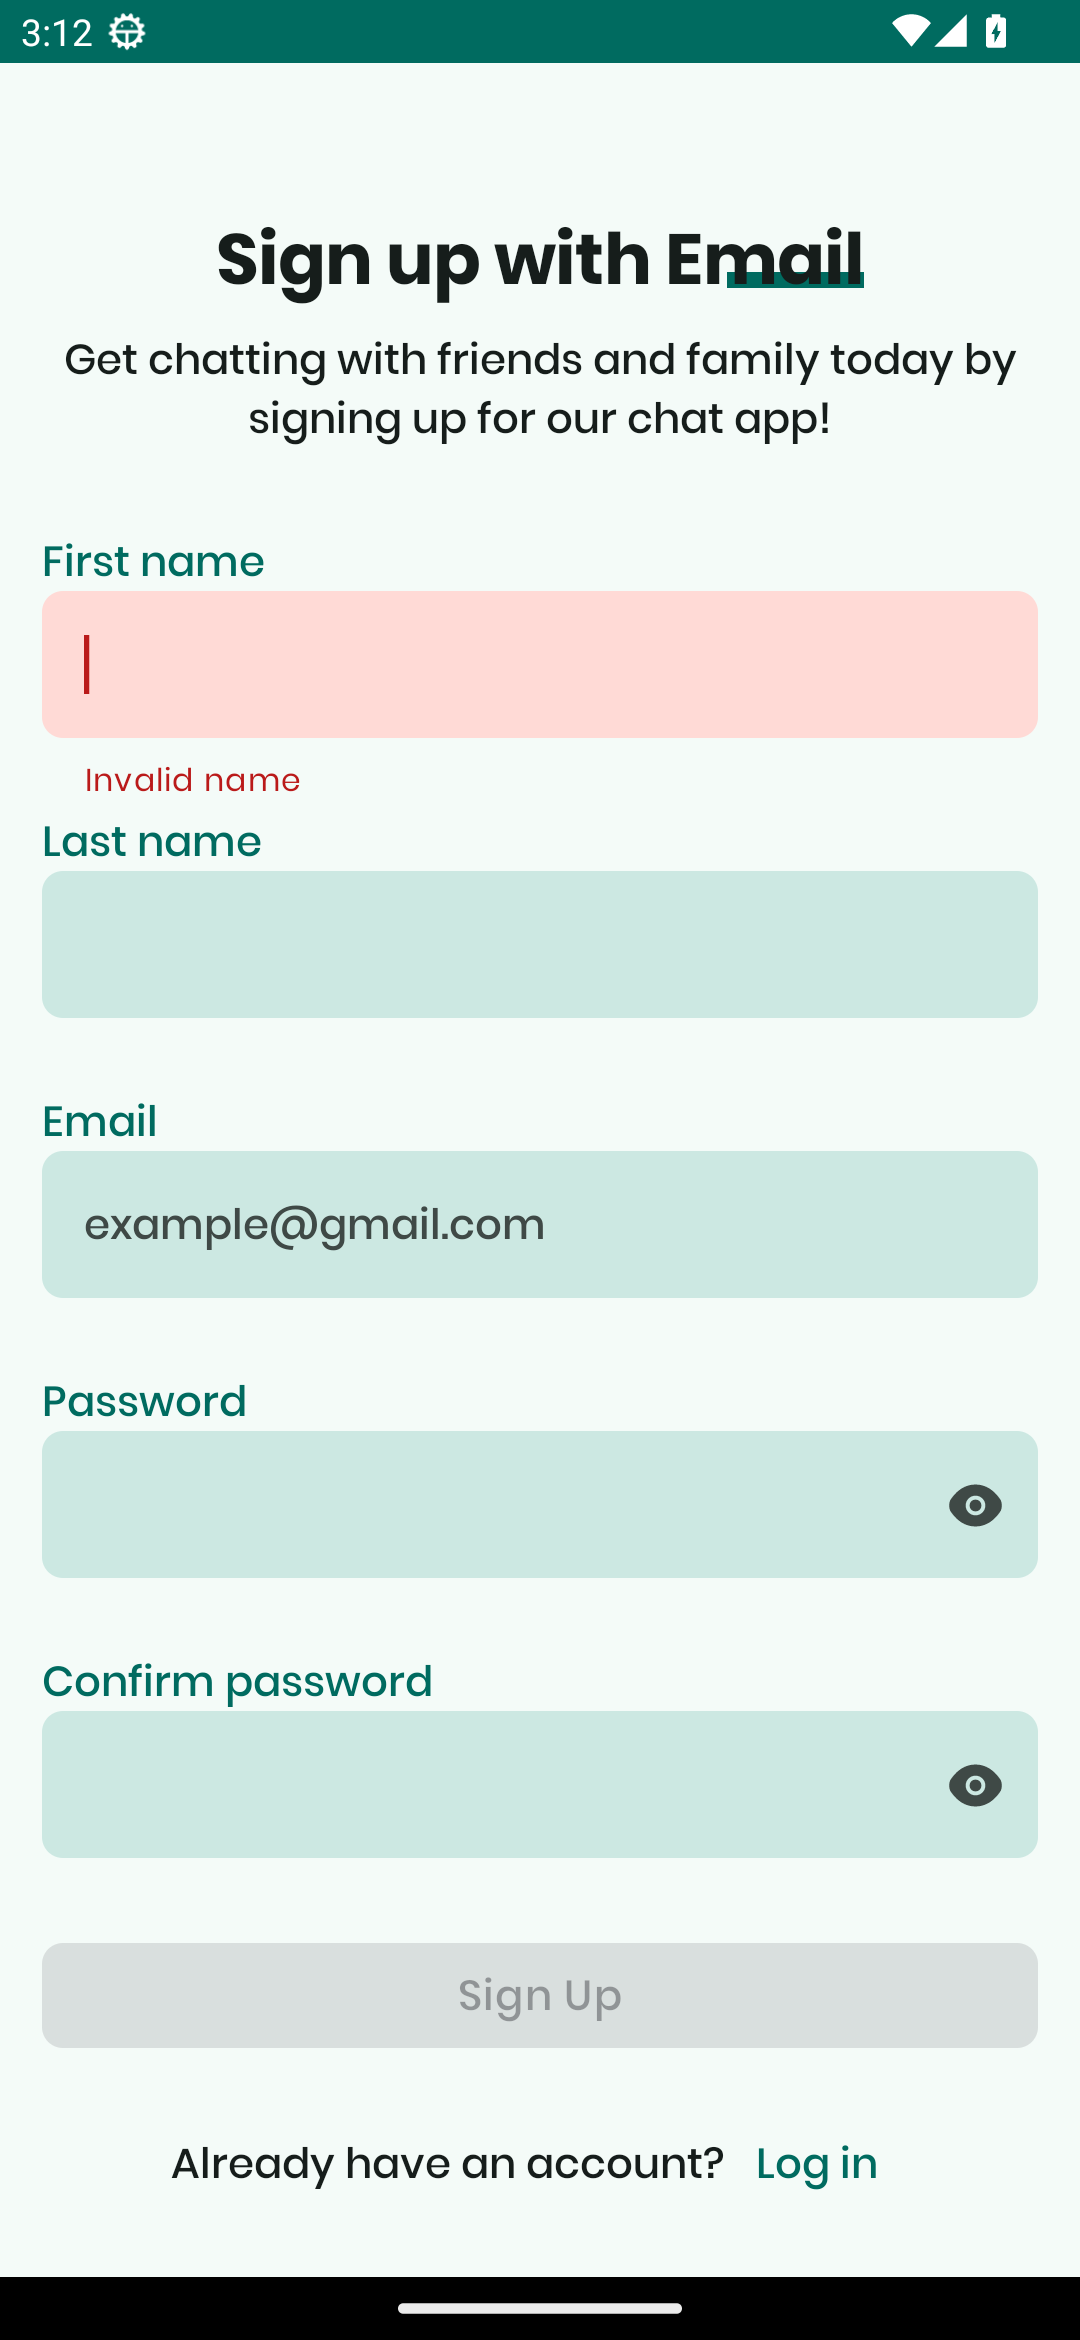 3:12
Sign up with Email
Get chatting with friends and family today by
signing up for our chat app!
First name
Invalid name
Last name
Email
example@gmail.com
Password
Confirm password
Sign Up
Already have an account? Log in